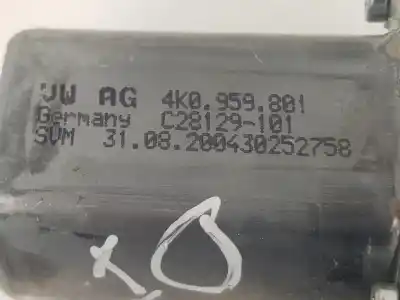 VW AG 4K0.959.801
Germany C28129-101
SVM 31.08.200430252758